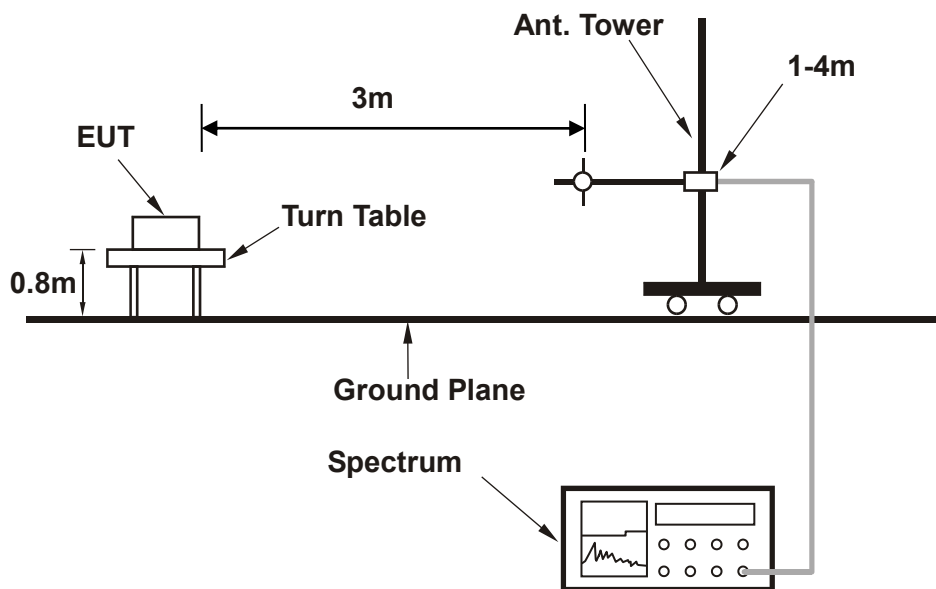 Ant. Tower
1-4m
3m
EUT
Turn Table
0.8m
Ground Plane
Spectrum